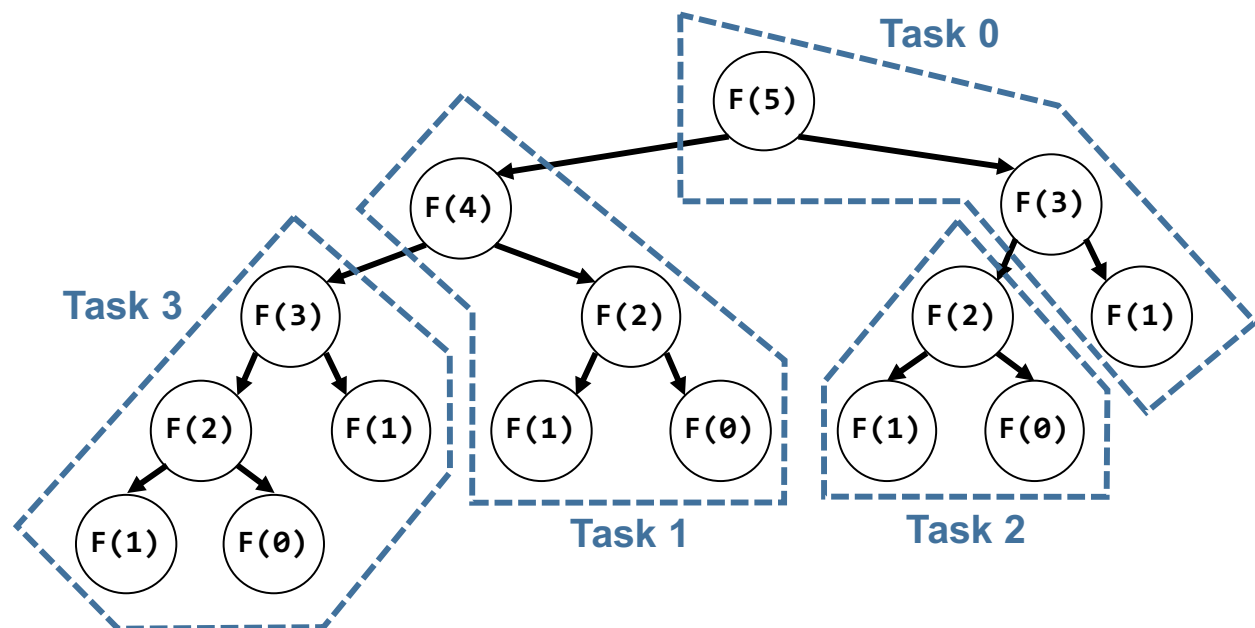 Task 0
F(5)
F(4)
F(3)
Task 3
F(3)
F(2)
F(2)
F(1)
F(2)
F(1)
F(1)
F(0)
F(1)
F(0)
Task 1
Task 2
F(1)
F(0)